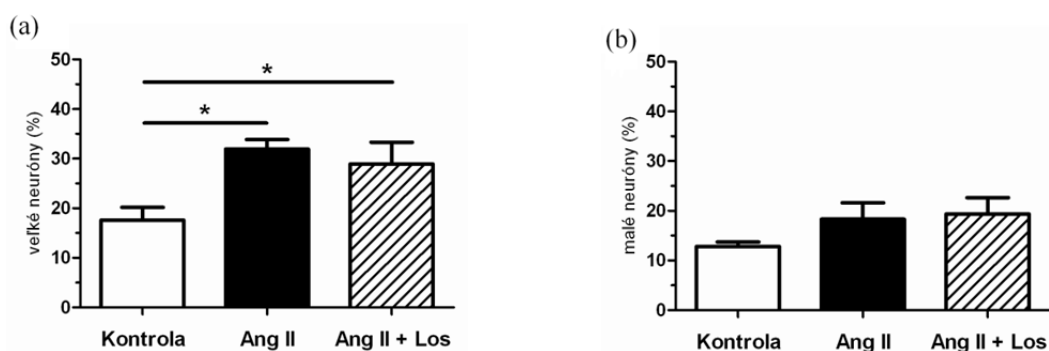 (a)
veľké neuróny (%)
50
40
30
20
10
0
*
*
Kontrola Ang II Ang II + Los
(b)
malé neuróny (%)
50
40
30
20
10
0
Kontrola Ang II Ang II + Los